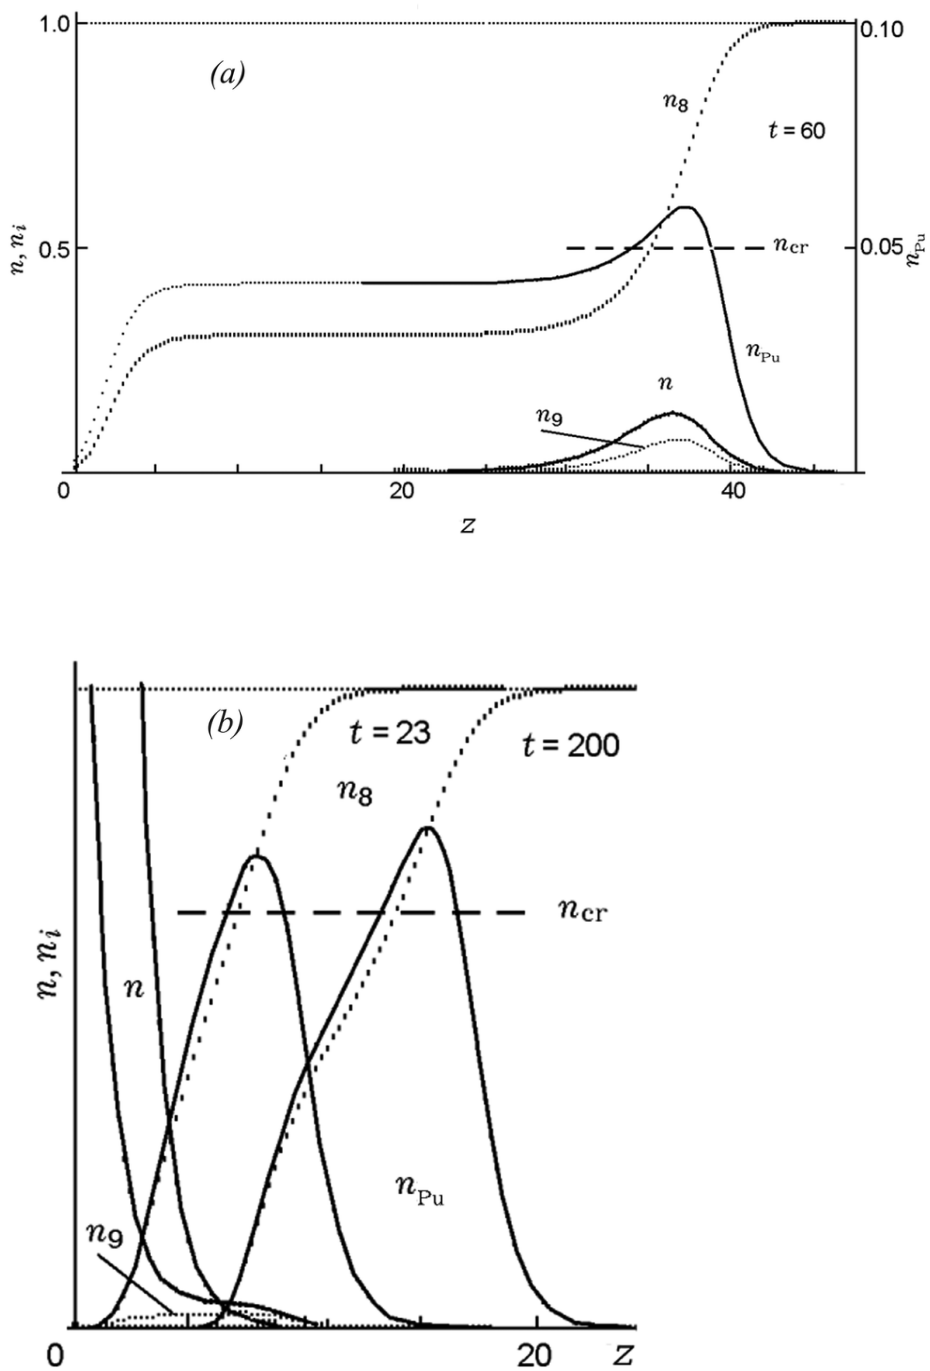 1.0
0.10
(a)
n8
t = 60
n, ni
0.5
ncr
0.05
nPu
nPu
n
n9
0
20
40
z
(b)
t = 23
t = 200
n8
ncr
n, ni
n
nPu
n9
0
20
z